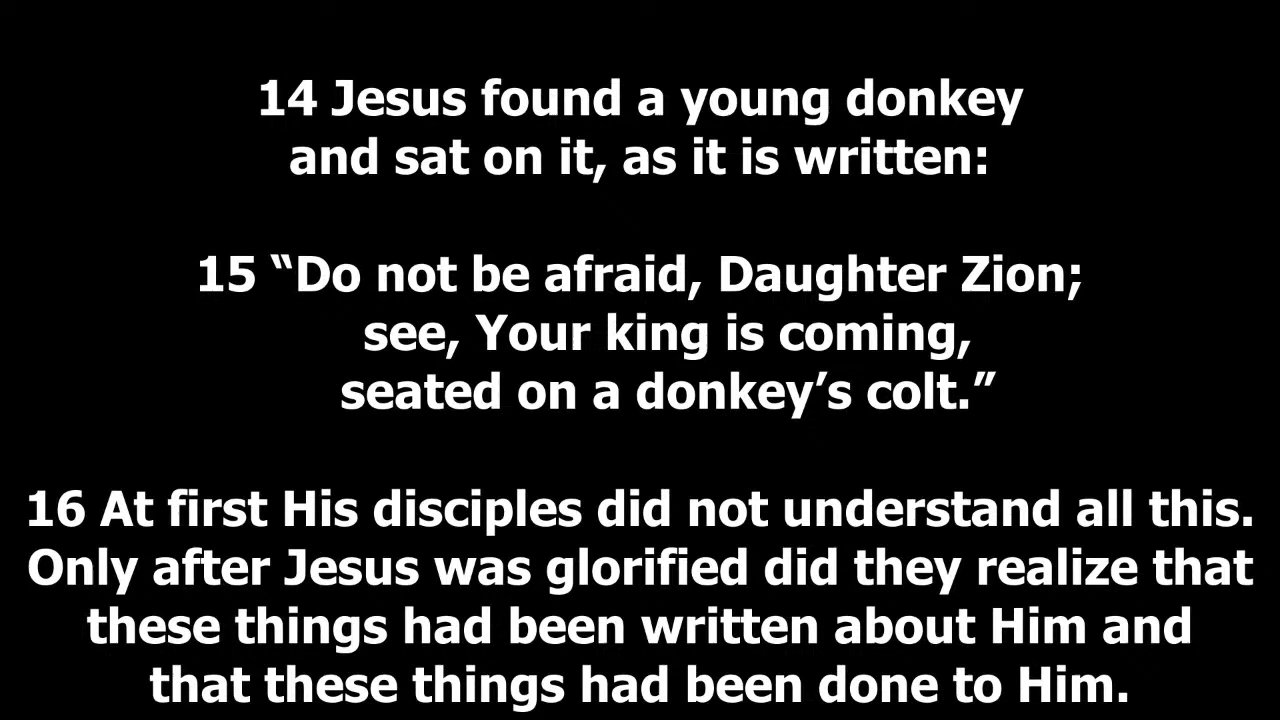 14 Jesus found a young donkey
and sat on it, as it is written:
15 “Do not be afraid, Daughter Zion;
see, Your king is coming,
seated on a donkey’s colt.”
16 At first His disciples did not understand all this.
Only after Jesus was glorified did they realize that
these things had been written about Him and
that these things had been done to Him.